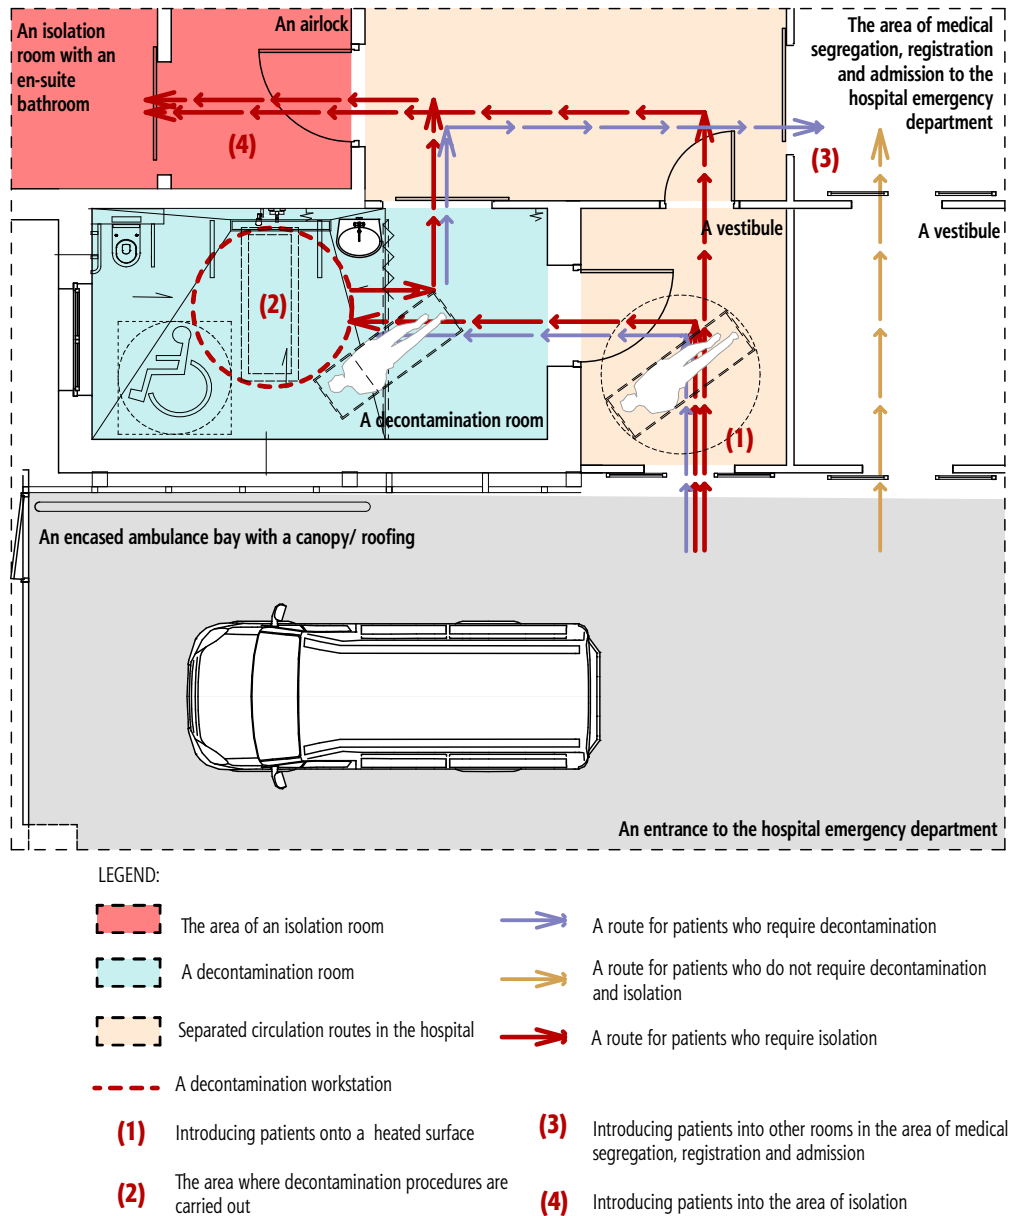 An isolation
room with an
en-suite
bathroom
An airlock
The area of medical
segregation, registration
and admission to the
hospital emergency
department
(4)
(3)
A vestibule
A vestibule
(2)
A decontamination room
(1)
An encased ambulance bay with a canopy/ roofing
An entrance to the hospital emergency department
LEGEND:
The area of an isolation room
A decontamination room
Separated circulation routes in the hospital
A decontamination workstation
(1) Introducing patients onto a heated surface
(2) The area where decontamination procedures are
carried out
A route for patients who require decontamination
A route for patients who do not require decontamination
and isolation
A route for patients who require isolation
(3) Introducing patients into other rooms in the area of medical
segregation, registration and admission
(4) Introducing patients into the area of isolation